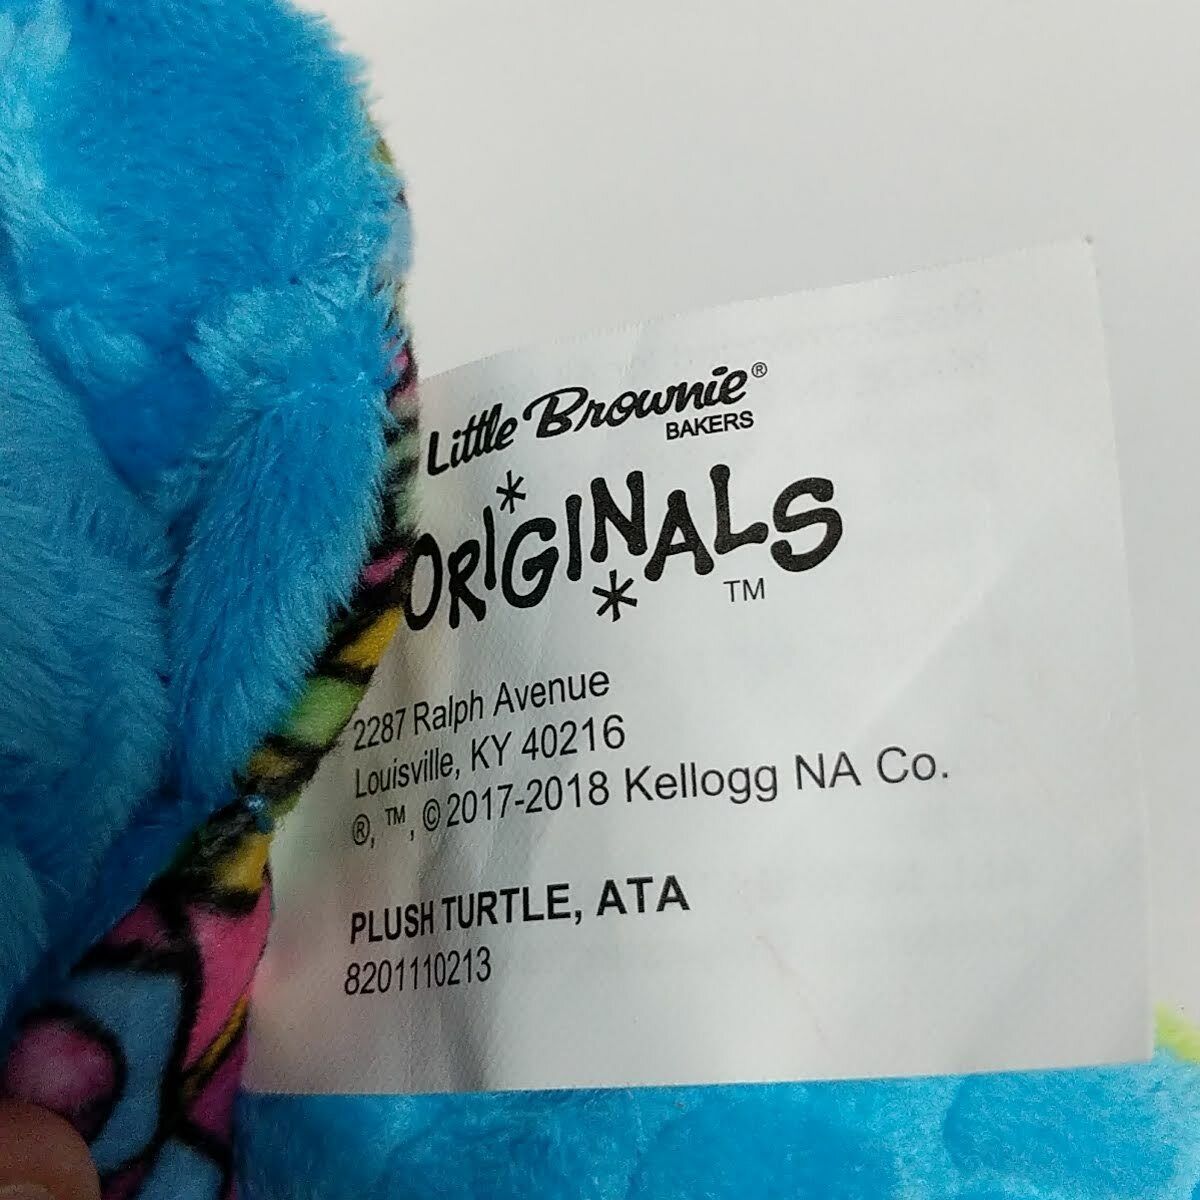 Little Brownie®
BAKERS
ORIGINALS
™
2287 Ralph Avenue
Louisville, KY 40216
®, ™, ©2017-2018 Kellogg NA Co.
PLUSH TURTLE, ATA
8201110213